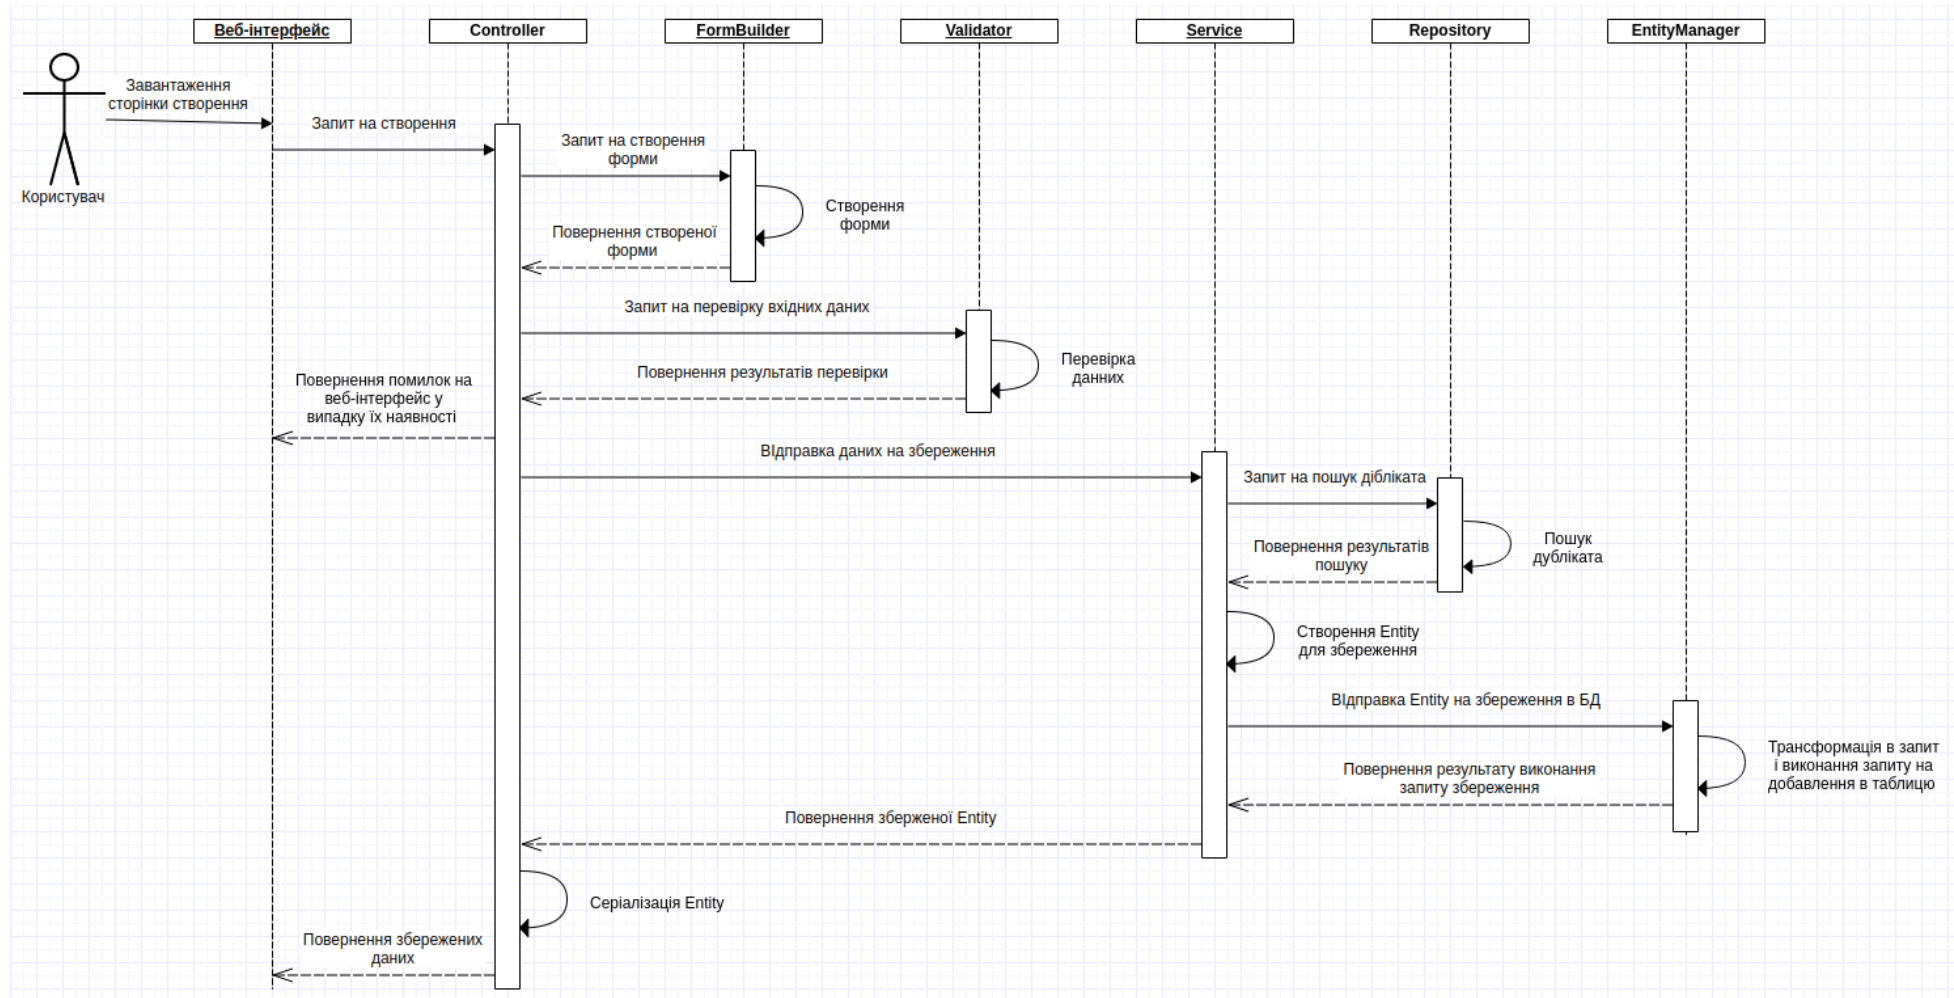 Веб-інтерфейс
Controller
FormBuilder
Validator
Service
Repository
EntityManager
Завантаження
сторінки створення
Користувач
Запит на створення
Запит на створення
форми
Створення
форми
Повернення створеної
форми
Запит на перевірку вхідних даних
Перевірка
данних
Повернення результатів перевірки
Повернення помилок на
веб-інтерфейс у
випадку їх наявності
ВІдправка даних на збереження
Запит на пошук дібліката
Пошук
дубліката
Повернення результатів
пошуку
Створення Entity
для збереження
ВІдправка Entity на збереження в БД
Трансформація в запит
і виконання запиту на
добавлення в таблицю
Повернення результату виконання
запиту збереження
Повернення зберженої Entity
Серіалізація Entity
Повернення збережених
даних